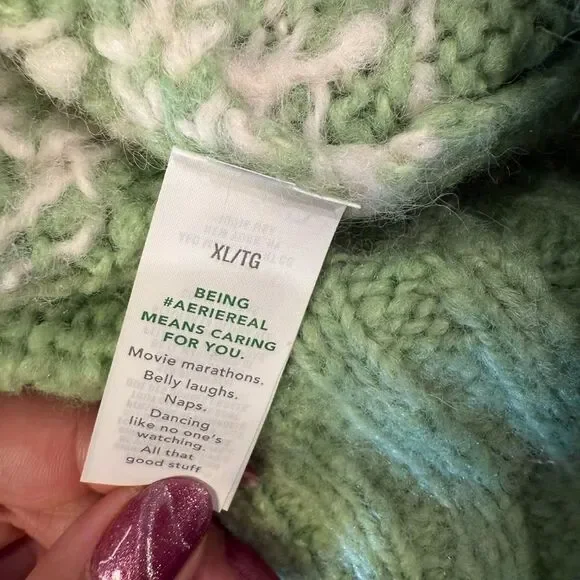 XL/TG
BEING
#AERIEREAL
MEANS CARING
FOR YOU.
Movie marathons.
Belly laughs.
Naps.
Dancing
like no one's
watching.
All that
good stuff